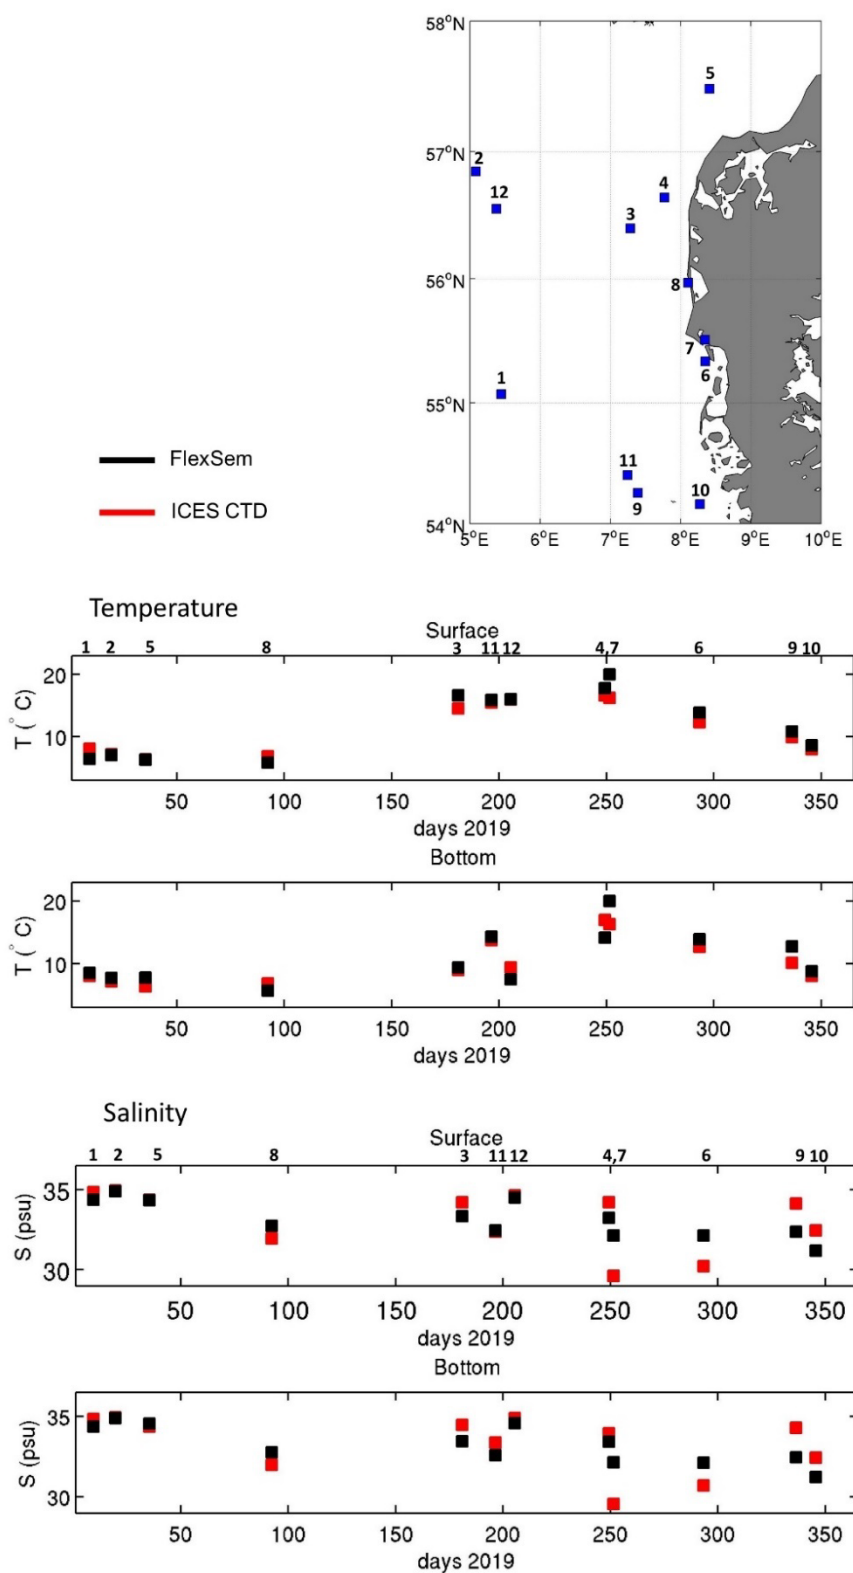 58°N
5
57°N
2
12
4
3
56°N
8
7
6
1
55°N
11
9
10
54°N
5°E 6°E 7°E 8°E 9°E 10°E
FlexSem
ICES CTD
Temperature
Surface
1 2 5 8 3 11 12 4,7 6 9 10
T (°C)
20
10
50 100 150 200 250 300 350
days 2019
Bottom
T (°C)
20
10
50 100 150 200 250 300 350
days 2019
Salinity
Surface
1 2 5 8 3 11 12 4,7 6 9 10
S (psu)
35
30
50 100 150 200 250 300 350
days 2019
Bottom
S (psu)
35
30
50 100 150 200 250 300 350
days 2019